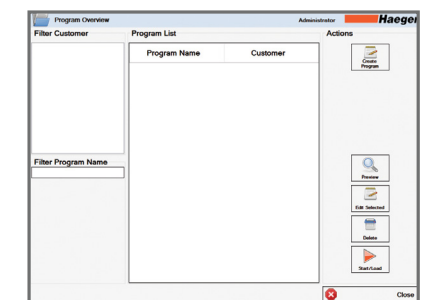 Program Overview
Administrator
Haeger
Filter Customer
Program List
Actions
Program Name
Customer
Create
Program
Filter Program Name
Preview
Edit Selected
Delete
Start/Load
Close